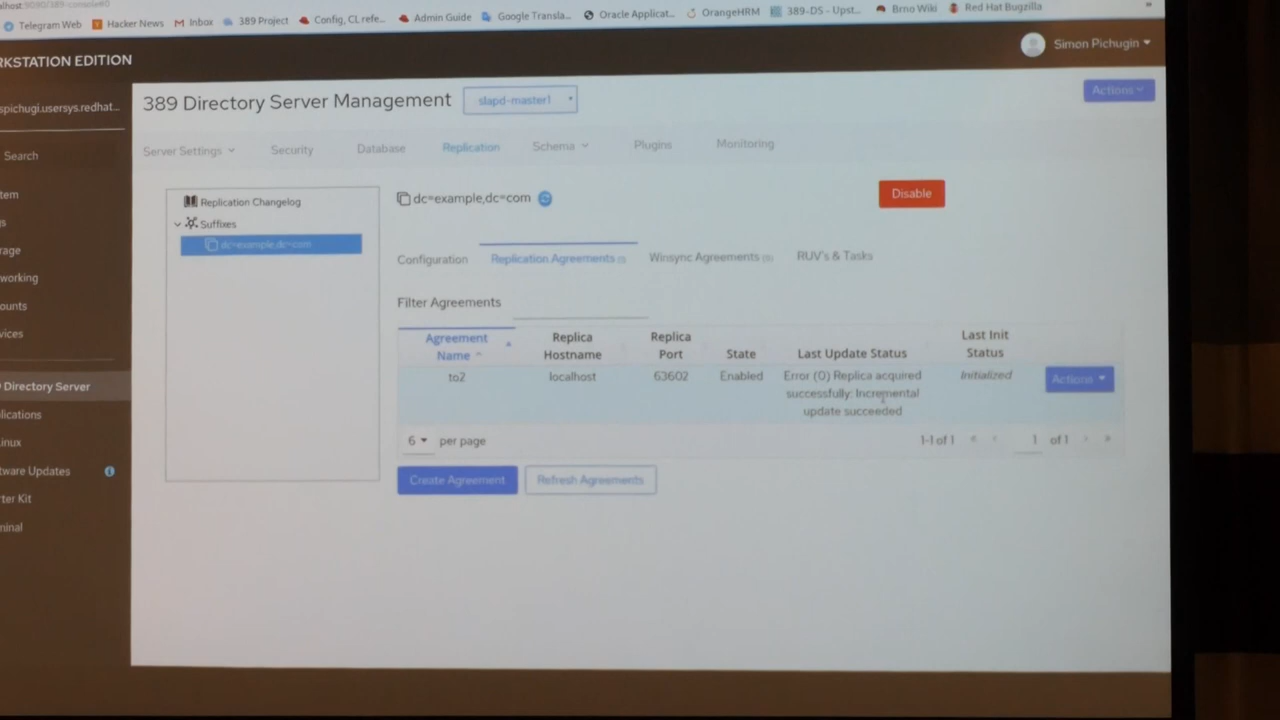 Telegram Web Hacker News Inbox 389 Project Config, CL refe... Admin Guide Google Transla... Oracle Applicat... OrangeHRM 389-DS - Upst... Brno Wiki Red Hat Bugzilla »
RKSTATION EDITION
Simon Pichugin
spichugi.usersys.redhat...
389 Directory Server Management slapd-master1
Actions
Search
Server Settings Security Database Replication Schema Plugins Monitoring
tem
gs
rage
working
ounts
vices
Directory Server
lications
inux
tware Updates
ter Kit
minal
Replication Changelog
Suffixes
dc=example,dc=com
dc=example,dc=com
Disable
Configuration Replication Agreements (1) Winsync Agreements (0) RUV's & Tasks
Filter Agreements
Agreement Name
Replica Hostname
Replica Port
State
Last Update Status
Last Init Status
to2 localhost 63602 Enabled
Error (0) Replica acquired
successfully: Incremental
update succeeded
Initialized
Actions
6 per page
1-1 of 1 « ‹ 1 of 1 › »
Create Agreement Refresh Agreements